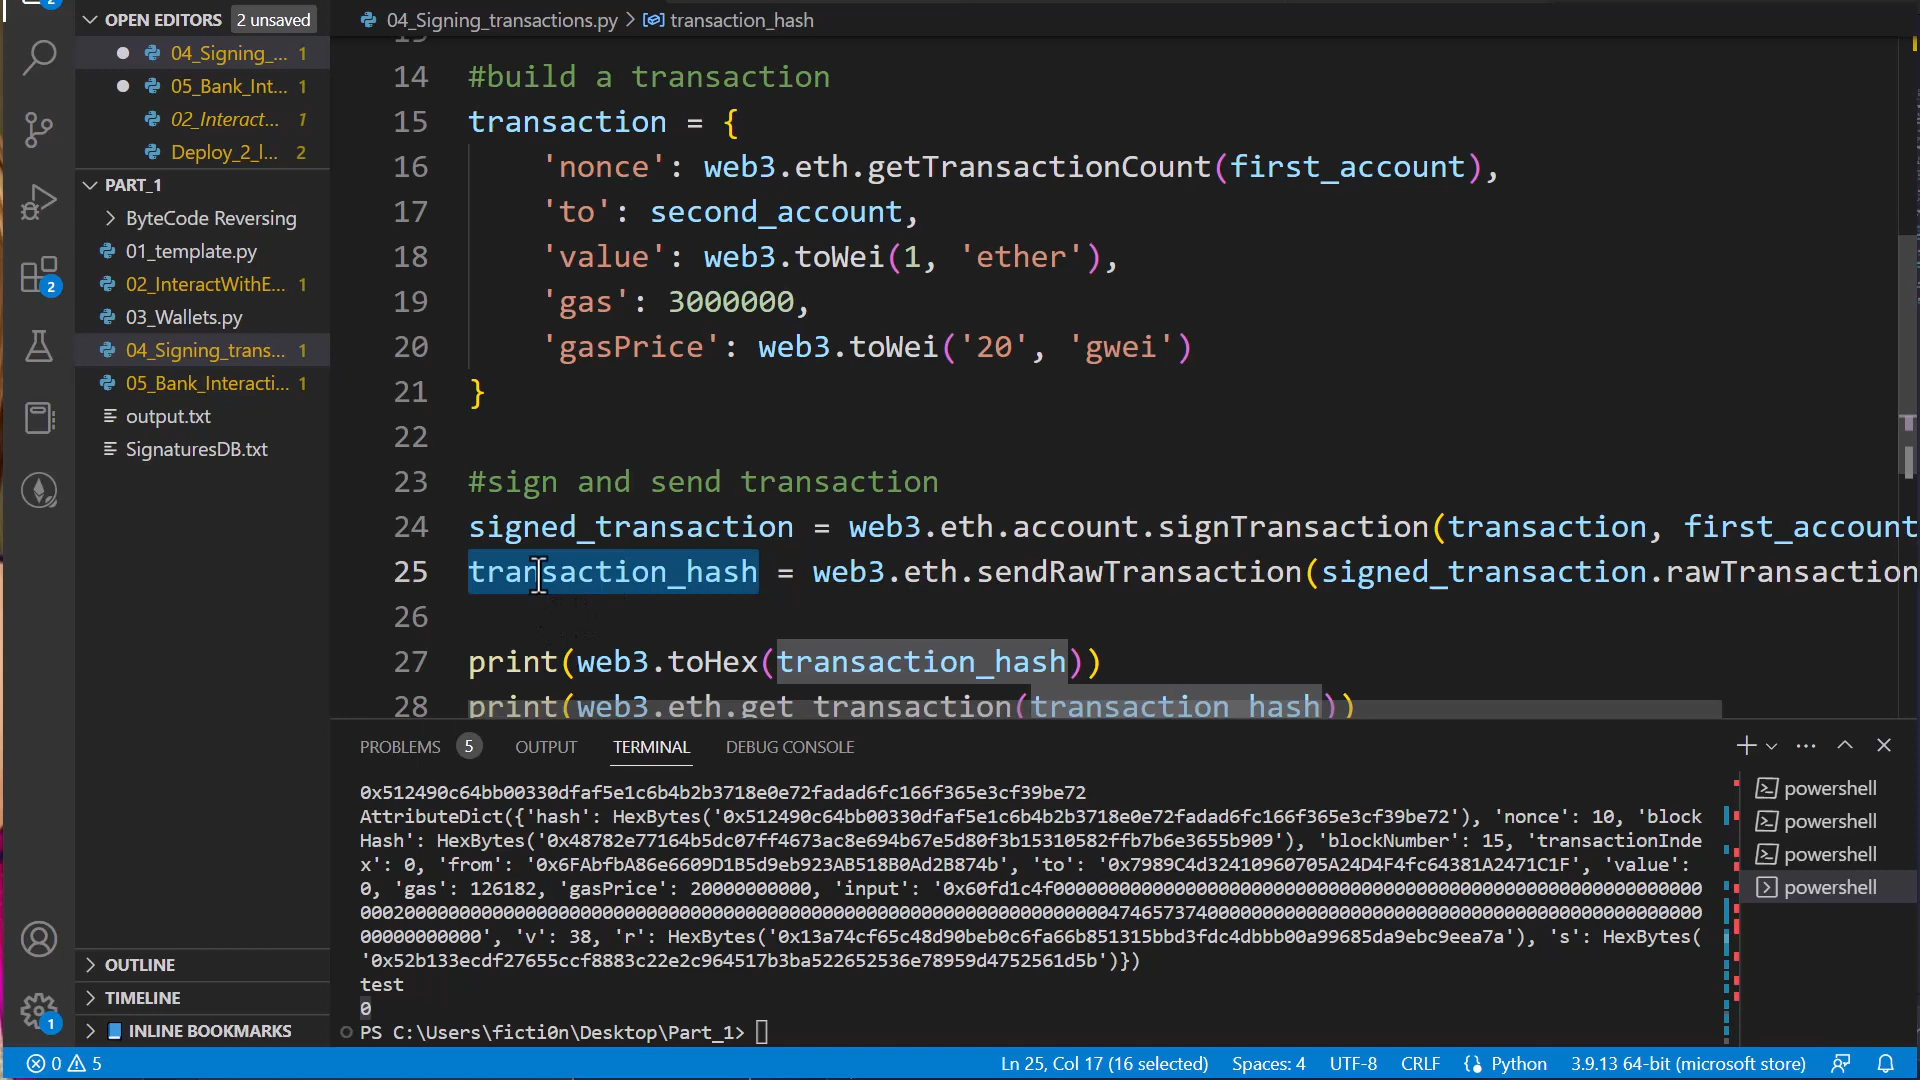 OPEN EDITORS 2 unsaved
04_Signing_... 1
05_Bank_Int... 1
02_Interact... 1
Deploy_2_l... 2
PART_1
ByteCode Reversing
01_template.py
02_InteractWithE... 1
03_Wallets.py
04_Signing_trans... 1
05_Bank_Interacti... 1
output.txt
SignaturesDB.txt
OUTLINE
TIMELINE
INLINE BOOKMARKS
2
1
04_Signing_transactions.py > transaction_hash
14 #build a transaction
15 transaction = {
16 'nonce': web3.eth.getTransactionCount(first_account),
17 'to': second_account,
18 'value': web3.toWei(1, 'ether'),
19 'gas': 3000000,
20 'gasPrice': web3.toWei('20', 'gwei')
21 }
22
23 #sign and send transaction
24 signed_transaction = web3.eth.account.signTransaction(transaction, first_account
25 transaction_hash = web3.eth.sendRawTransaction(signed_transaction.rawTransaction
26
27 print(web3.toHex(transaction_hash))
28 print(web3.eth.get_transaction(transaction_hash))
PROBLEMS 5 OUTPUT TERMINAL DEBUG CONSOLE
0x512490c64bb00330dfaf5e1c6b4b2b3718e0e72fadad6fc166f365e3cf39be72
AttributeDict({'hash': HexBytes('0x512490c64bb00330dfaf5e1c6b4b2b3718e0e72fadad6fc166f365e3cf39be72'), 'nonce': 10, 'block
Hash': HexBytes('0x48782e77164b5dc07ff4673ac8e694b67e5d80f3b15310582ffb7b6e3655b909'), 'blockNumber': 15, 'transactionInde
x': 0, 'from': '0x6FAbfbA86e6609D1B5d9eb923AB518B0Ad2B874b', 'to': '0x7989C4d32410960705A24D4F4fc64381A2471C1F', 'value':
0, 'gas': 126182, 'gasPrice': 20000000000, 'input': '0x60fd1c4f00000000000000000000000000000000000000000000000000000000000
0020000000000000000000000000000000000000000000000000000000000000004746573740000000000000000000000000000000000000000000
00000000000', 'v': 38, 'r': HexBytes('0x13a74cf65c48d90beb0c6fa66b851315bbd3fdc4dbbb00a99685da9ebc9eea7a'), 's': HexBytes(
'0x52b133ecdf27655ccf8883c22e2c964517b3ba522652536e78959d4752561d5b')})
test
0
PS C:\Users\ficti0n\Desktop\Part_1>
powershell
powershell
powershell
powershell
0 5 Ln 25, Col 17 (16 selected) Spaces: 4 UTF-8 CRLF Python 3.9.13 64-bit (microsoft store)